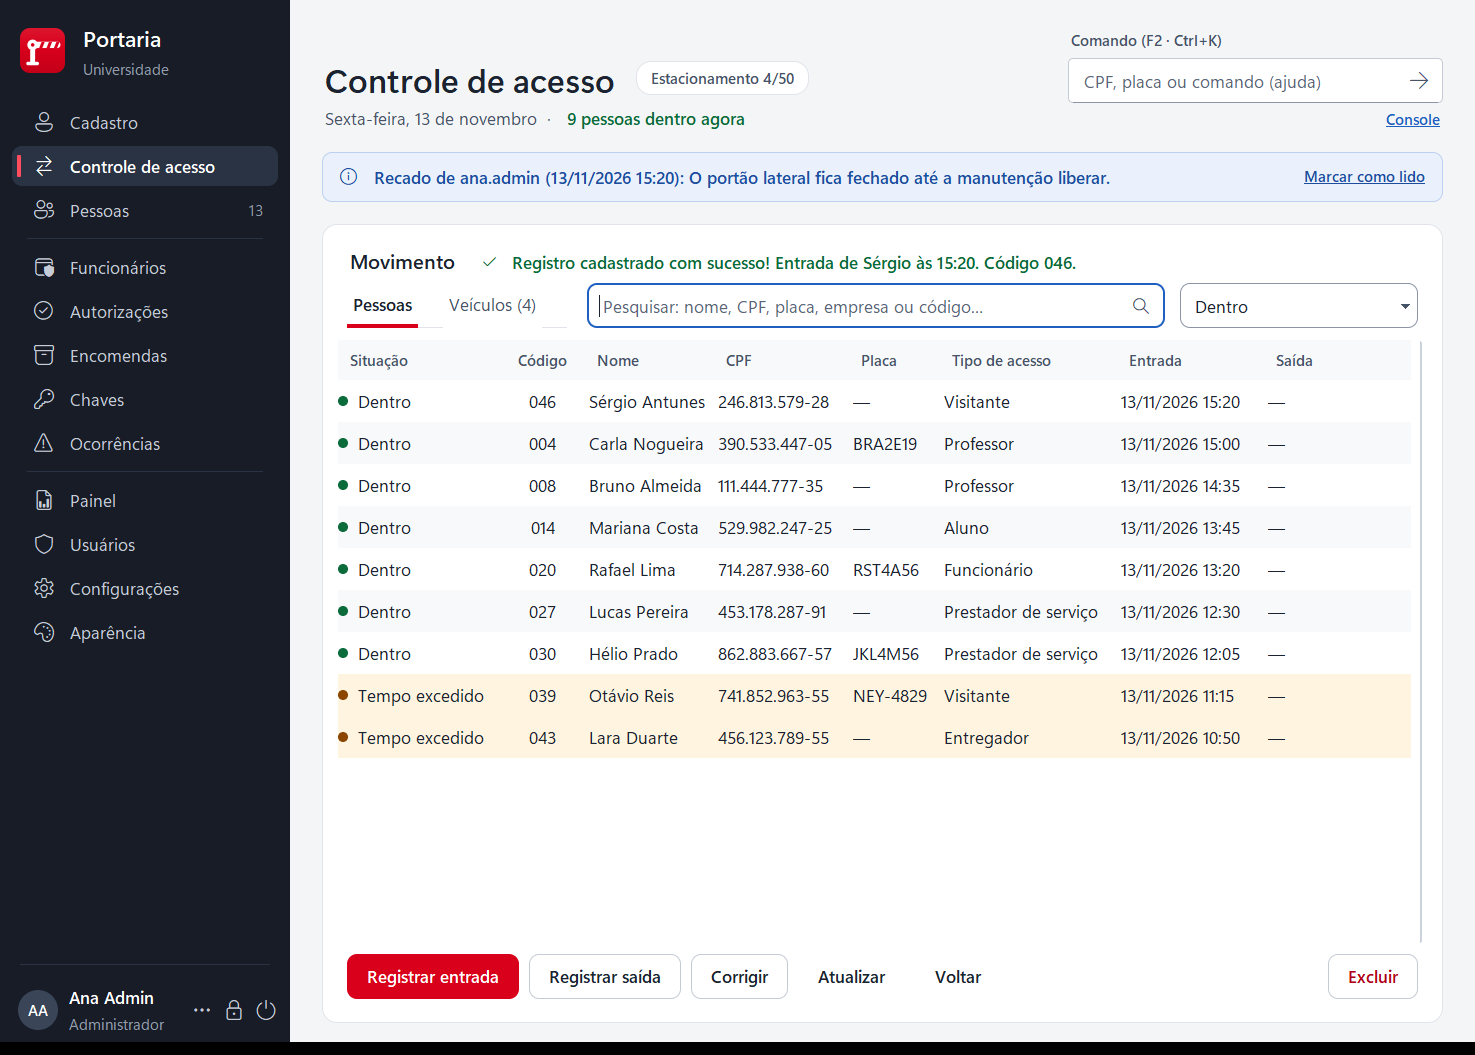 Portaria
Universidade
Cadastro
Controle de acesso
Pessoas 13
Funcionários
Autorizações
Encomendas
Chaves
Ocorrências
Painel
Usuários
Configurações
Aparência
AA
Ana Admin
Administrador
Controle de acesso
Estacionamento 4/50
Sexta-feira, 13 de novembro · 9 pessoas dentro agora
Comando (F2 · Ctrl+K)
CPF, placa ou comando (ajuda)
Console
Recado de ana.admin (13/11/2026 15:20): O portão lateral fica fechado até a manutenção liberar.
Marcar como lido
Movimento
Registro cadastrado com sucesso! Entrada de Sérgio às 15:20. Código 046.
Pessoas
Veículos (4)
Pesquisar: nome, CPF, placa, empresa ou código...
Dentro
Situação Código Nome CPF Placa Tipo de acesso Entrada Saída
Dentro 046 Sérgio Antunes 246.813.579-28 — Visitante 13/11/2026 15:20 —
Dentro 004 Carla Nogueira 390.533.447-05 BRA2E19 Professor 13/11/2026 15:00 —
Dentro 008 Bruno Almeida 111.444.777-35 — Professor 13/11/2026 14:35 —
Dentro 014 Mariana Costa 529.982.247-25 — Aluno 13/11/2026 13:45 —
Dentro 020 Rafael Lima 714.287.938-60 RST4A56 Funcionário 13/11/2026 13:20 —
Dentro 027 Lucas Pereira 453.178.287-91 — Prestador de serviço 13/11/2026 12:30 —
Dentro 030 Hélio Prado 862.883.667-57 JKL4M56 Prestador de serviço 13/11/2026 12:05 —
Tempo excedido 039 Otávio Reis 741.852.963-55 NEY-4829 Visitante 13/11/2026 11:15 —
Tempo excedido 043 Lara Duarte 456.123.789-55 — Entregador 13/11/2026 10:50 —
Registrar entrada
Registrar saída
Corrigir
Atualizar
Voltar
Excluir